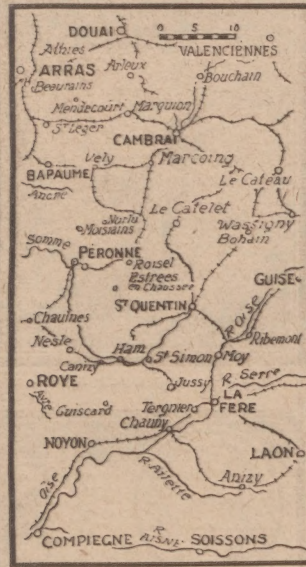 DOUAI
0 5 10
Athies
VALENCIENNES
ARRAS
Arleux
Bouchain
Beaurains
Mendecourt
Marquion
St Leger
CAMBRAI
Vely
Marcoing
BAPAUME
Le Cateau
Ancre
Le Catelet
Nurlu
Moislains
Wassigny
Bohain
Somme
PERONNE
Roisel
Estrees
en Chaussee
GUISE
St QUENTIN
R. OISE
Chaulnes
Nesle
Ham
Ribemont
St Simon
Moy
Canizy
R. Serre
ROYE
Jussy
LA
FERE
Avre
Guiscard
Tergnier
Chauny
NOYON
LAON
R. Ailette
Anizy
Oise
COMPIEGNE
R. AISNE
SOISSONS